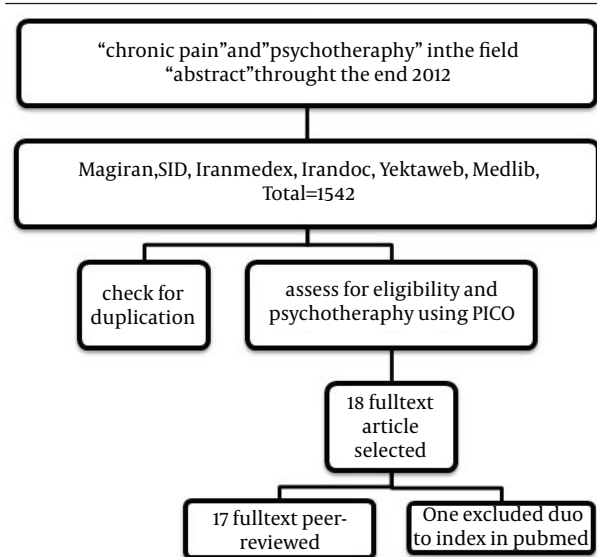 “chronic pain”and”psychotheraphy” inthe field
“abstract”throught the end 2012
Magiran,SID, Iranmedex, Irandoc, Yektaweb, Medlib,
Total=1542
check for
duplication
assess for eligibility and
psychotheraphy using PICO
18 fulltext
article
selected
17 fulltext peer-
reviewed
One excluded duo
to index in pubmed